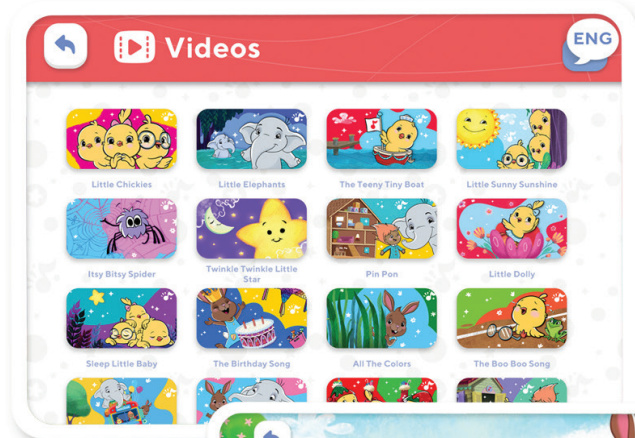 Videos
ENG
Little Chickies
Little Elephants
The Teeny Tiny Boat
Little Sunny Sunshine
Itsy Bitsy Spider
Twinkle Twinkle Little
Star
Pin Pon
Little Dolly
Sleep Little Baby
The Birthday Song
All The Colors
The Boo Boo Song